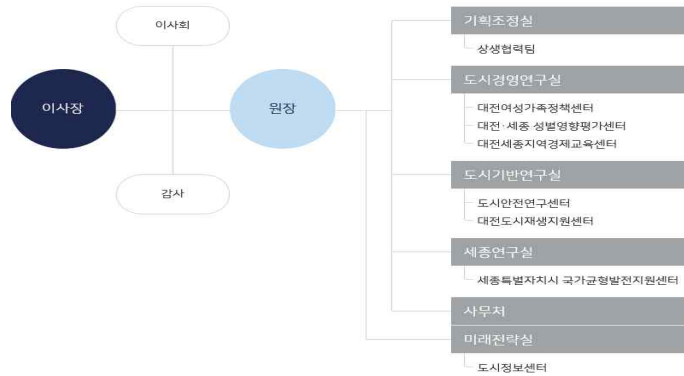 이사회
이사장
원장
감사
기획조정실
상생협력팀
도시경영연구실
대전여성가족정책센터
대전·세종 성별영향평가센터
대전세종지역경제교육센터
도시기반연구실
도시안전연구센터
대전도시재생지원센터
세종연구실
세종특별자치시 국가균형발전지원센터
사무처
미래전략실
도시정보센터